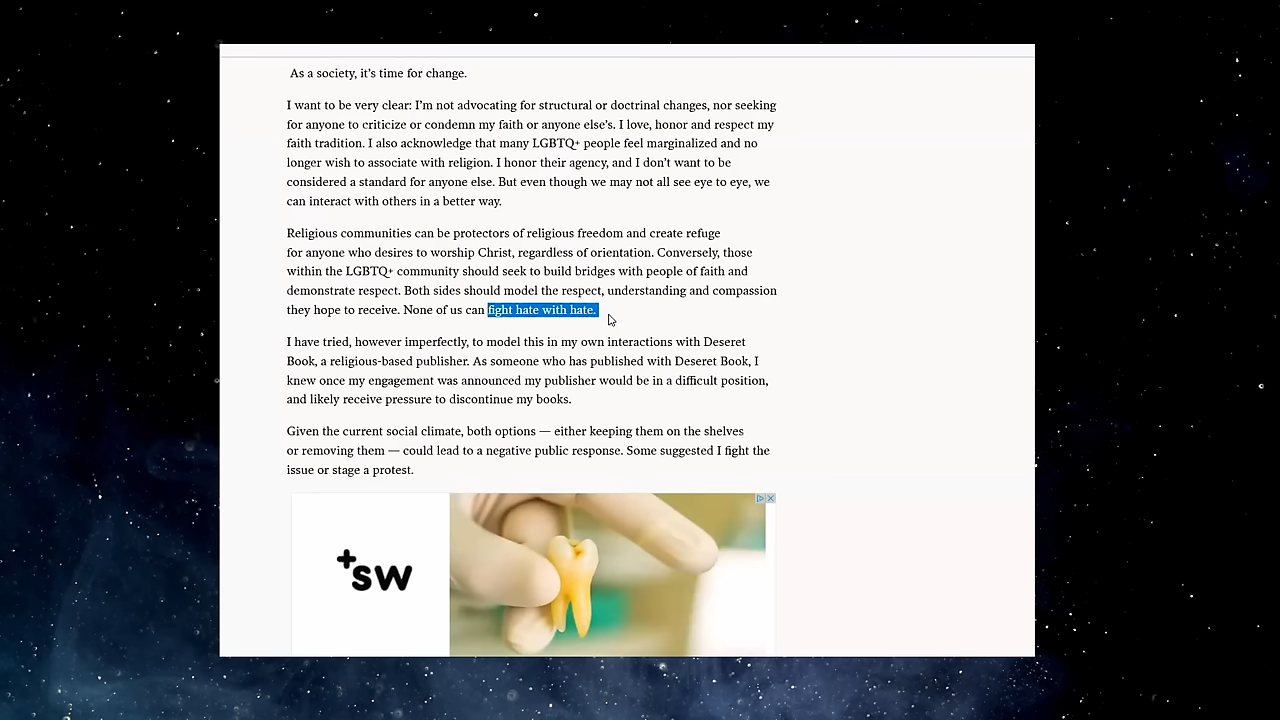 As a society, it's time for change.
I want to be very clear: I'm not advocating for structural or doctrinal changes, nor seeking
for anyone to criticize or condemn my faith or anyone else's. I love, honor and respect my
faith tradition. I also acknowledge that many LGBTQ+ people feel marginalized and no
longer wish to associate with religion. I honor their agency, and I don't want to be
considered a standard for anyone else. But even though we may not all see eye to eye, we
can interact with others in a better way.
Religious communities can be protectors of religious freedom and create refuge
for anyone who desires to worship Christ, regardless of orientation. Conversely, those
within the LGBTQ+ community should seek to build bridges with people of faith and
demonstrate respect. Both sides should model the respect, understanding and compassion
they hope to receive. None of us can fight hate with hate.
I have tried, however imperfectly, to model this in my own interactions with Deseret
Book, a religious-based publisher. As someone who has published with Deseret Book, I
knew once my engagement was announced my publisher would be in a difficult position,
and likely receive pressure to discontinue my books.
Given the current social climate, both options — either keeping them on the shelves
or removing them — could lead to a negative public response. Some suggested I fight the
issue or stage a protest.
+sw